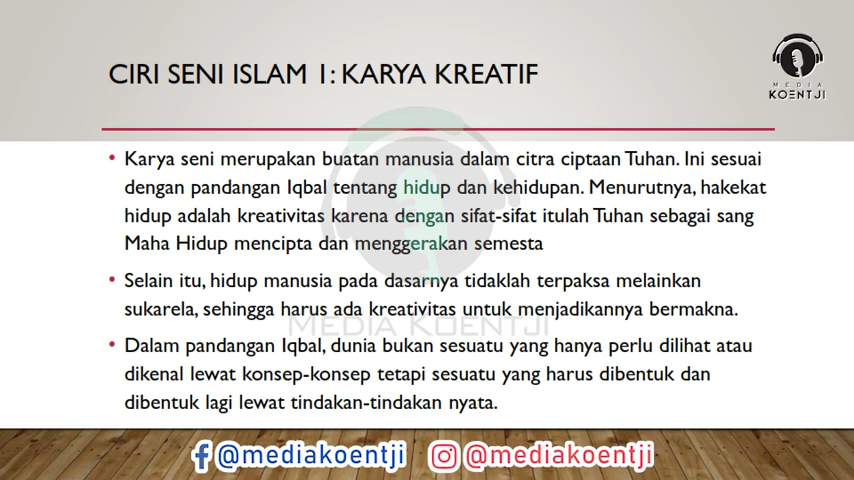 CIRI SENI ISLAM 1: KARYA KREATIF
MEDIA
KOENTJI
• Karya seni merupakan buatan manusia dalam citra ciptaan Tuhan. Ini sesuai
dengan pandangan Iqbal tentang hidup dan kehidupan. Menurutnya, hakekat
hidup adalah kreativitas karena dengan sifat-sifat itulah Tuhan sebagai sang
Maha Hidup mencipta dan menggerakan semesta
• Selain itu, hidup manusia pada dasarnya tidaklah terpaksa melainkan
sukarela, sehingga harus ada kreativitas untuk menjadikannya bermakna.
MEDIA KOENTJI
• Dalam pandangan Iqbal, dunia bukan sesuatu yang hanya perlu dilihat atau
dikenal lewat konsep-konsep tetapi sesuatu yang harus dibentuk dan
dibentuk lagi lewat tindakan-tindakan nyata.
@mediakoentji @mediakoentji